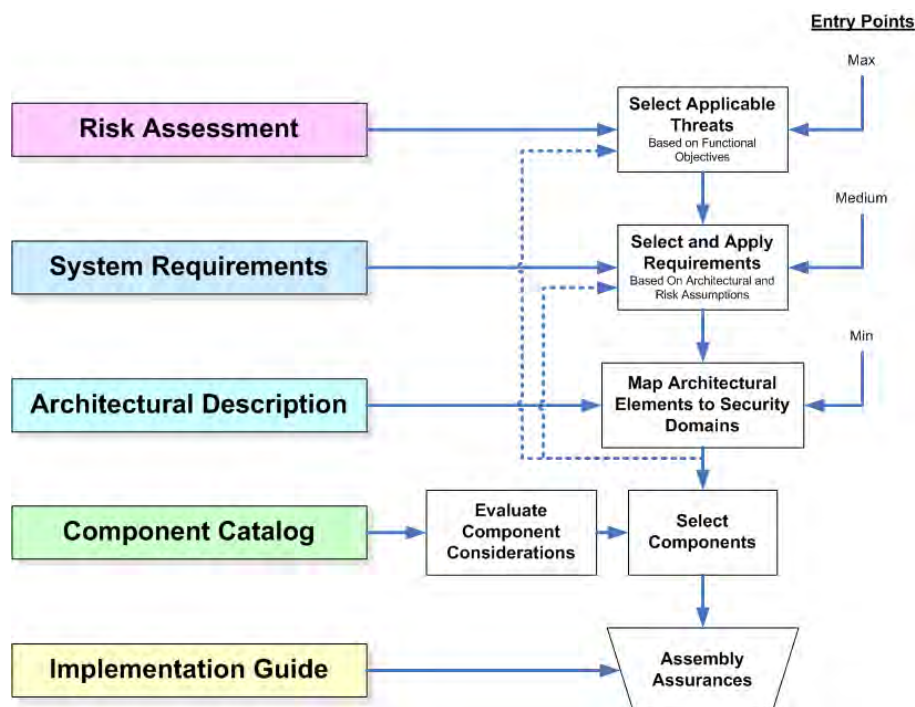 Entry Points
Max
Risk Assessment
Select Applicable
Threats
Based on Functional
Objectives
Medium
System Requirements
Select and Apply
Requirements
Based On Architectural and
Risk Assumptions
Min
Architectural Description
Map Architectural
Elements to Security
Domains
Component Catalog
Evaluate
Component
Considerations
Select
Components
Implementation Guide
Assembly
Assurances